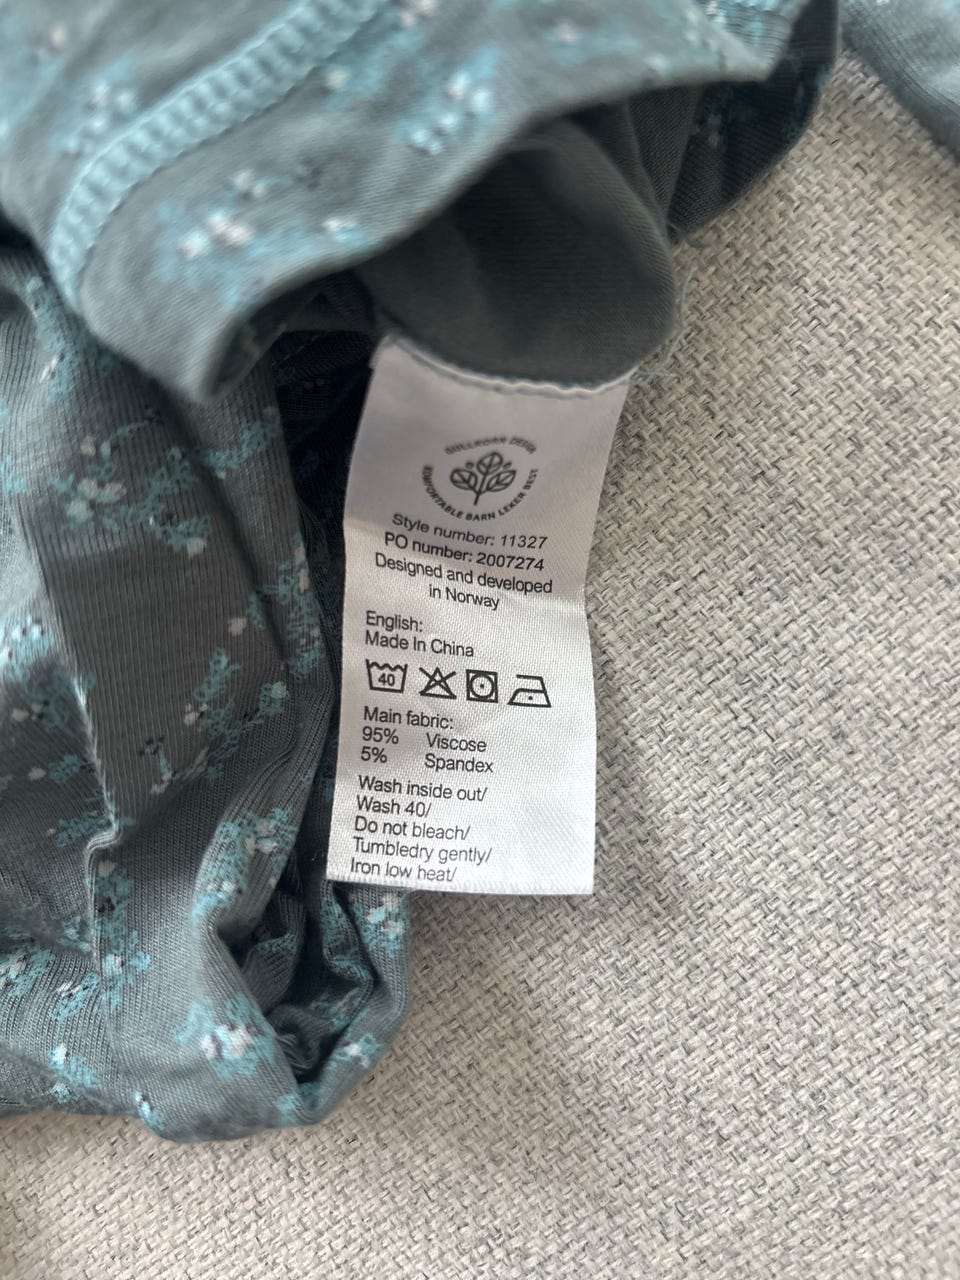 GULLKORN DESIGN
KOMFORTABLE BARN LEKER BEST
Style number: 11327
PO number: 2007274
Designed and developed
in Norway
English:
Made In China
40
Main fabric:
95% Viscose
5% Spandex
Wash inside out/
Wash 40/
Do not bleach/
Tumbledry gently/
Iron low heat/